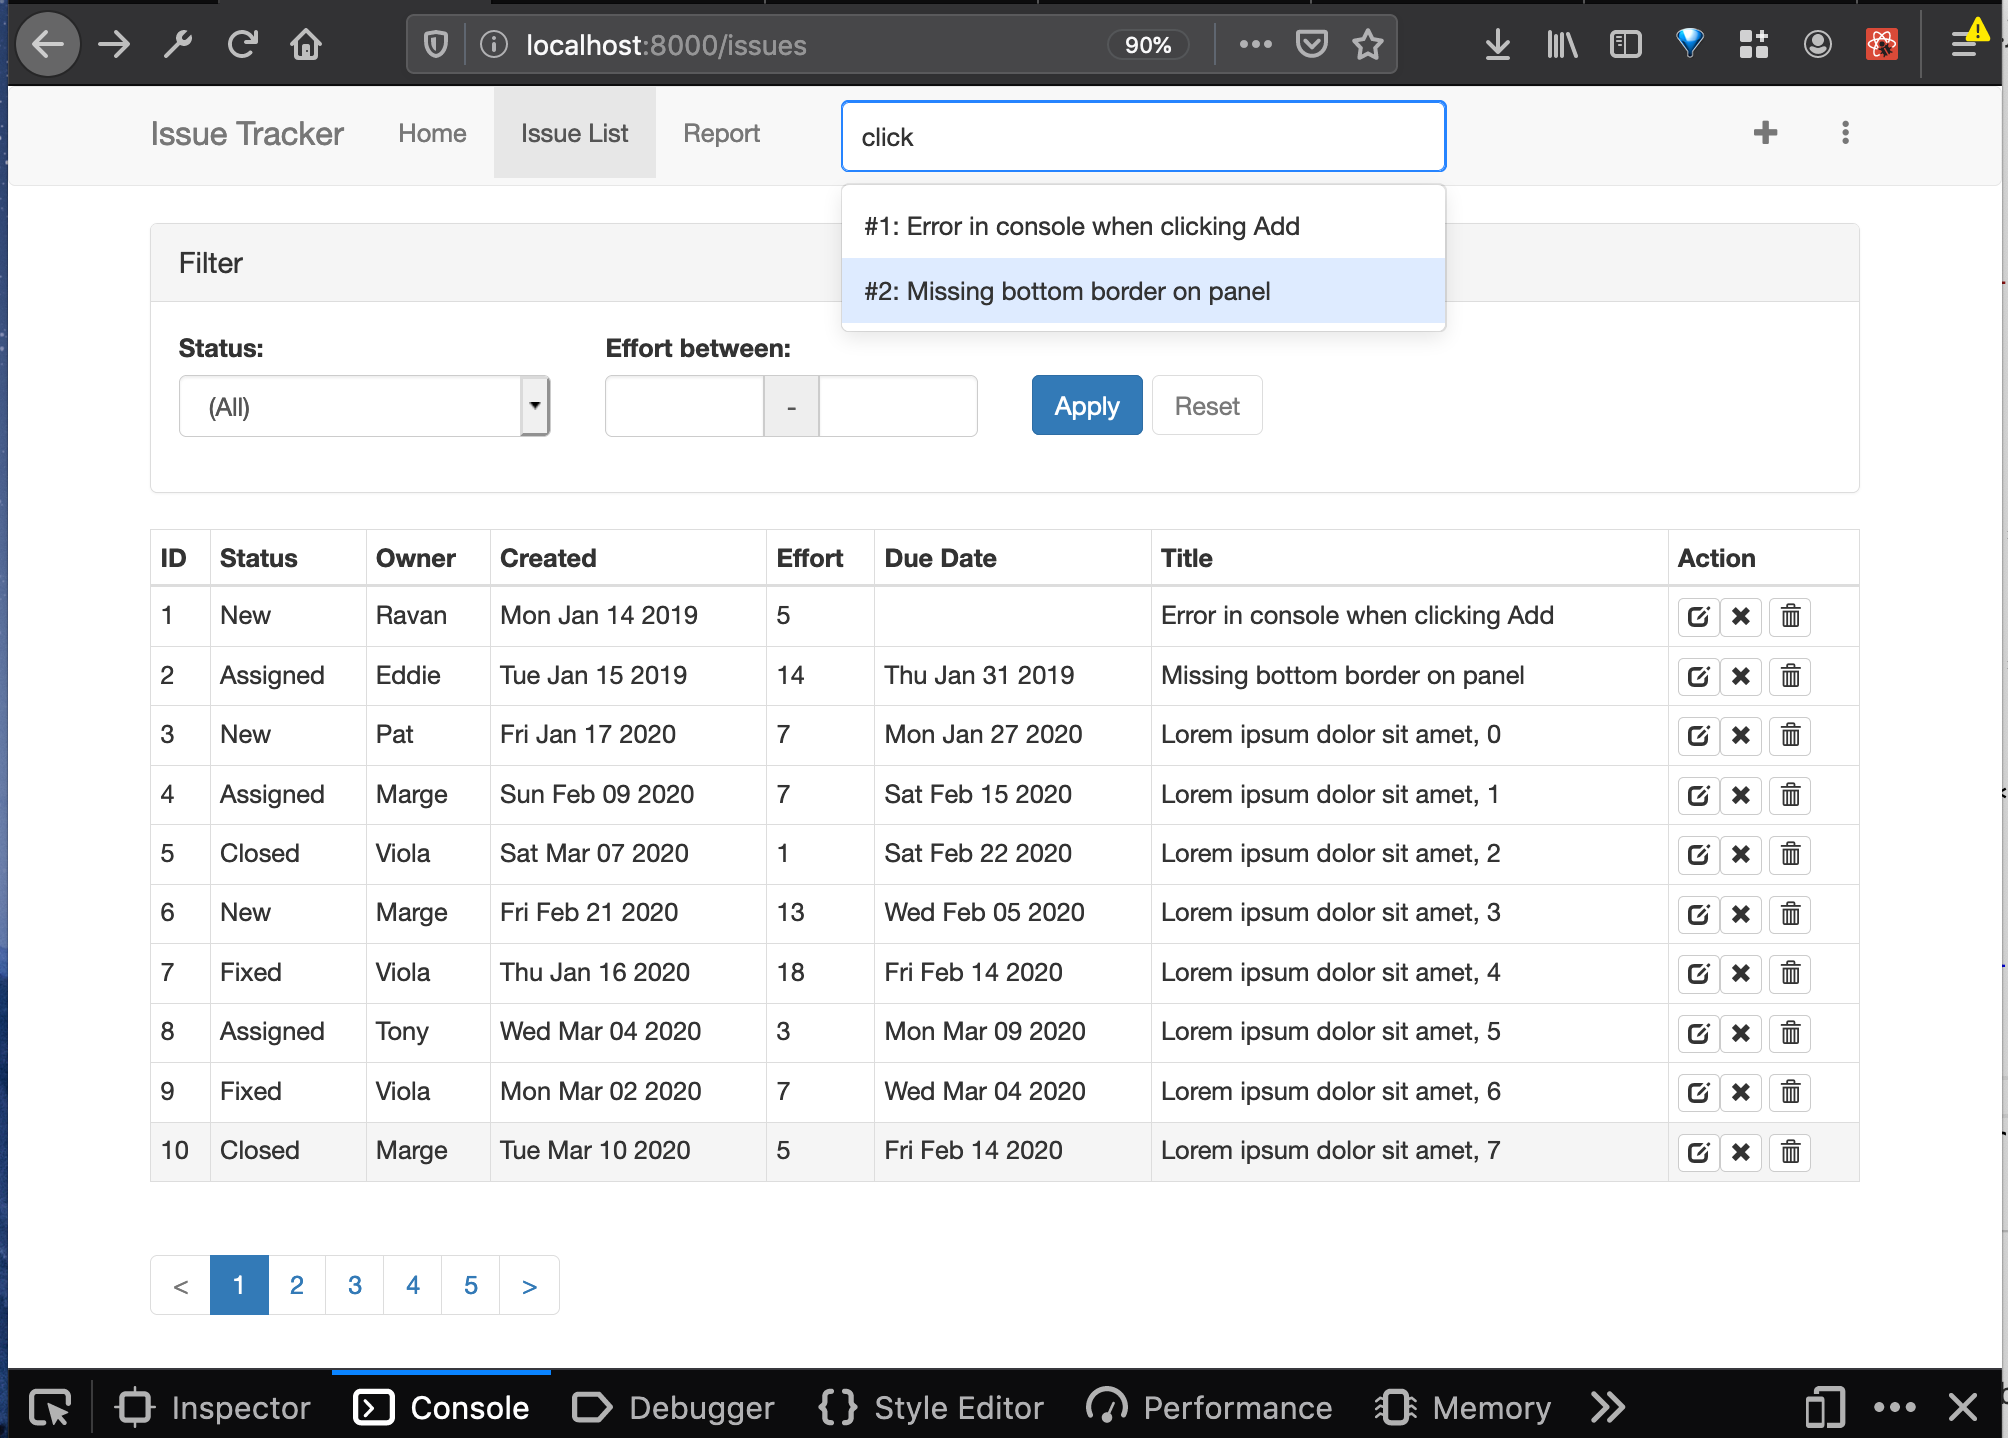 localhost:8000/issues 90%
Issue Tracker Home Issue List Report click
#1: Error in console when clicking Add
#2: Missing bottom border on panel
Filter
Status: Effort between:
(All) - Apply Reset
ID Status Owner Created Effort Due Date Title Action
1 New Ravan Mon Jan 14 2019 5 Error in console when clicking Add
2 Assigned Eddie Tue Jan 15 2019 14 Thu Jan 31 2019 Missing bottom border on panel
3 New Pat Fri Jan 17 2020 7 Mon Jan 27 2020 Lorem ipsum dolor sit amet, 0
4 Assigned Marge Sun Feb 09 2020 7 Sat Feb 15 2020 Lorem ipsum dolor sit amet, 1
5 Closed Viola Sat Mar 07 2020 1 Sat Feb 22 2020 Lorem ipsum dolor sit amet, 2
6 New Marge Fri Feb 21 2020 13 Wed Feb 05 2020 Lorem ipsum dolor sit amet, 3
7 Fixed Viola Thu Jan 16 2020 18 Fri Feb 14 2020 Lorem ipsum dolor sit amet, 4
8 Assigned Tony Wed Mar 04 2020 3 Mon Mar 09 2020 Lorem ipsum dolor sit amet, 5
9 Fixed Viola Mon Mar 02 2020 7 Wed Mar 04 2020 Lorem ipsum dolor sit amet, 6
10 Closed Marge Tue Mar 10 2020 5 Fri Feb 14 2020 Lorem ipsum dolor sit amet, 7
< 1 2 3 4 5 >
Inspector Console Debugger Style Editor Performance Memory